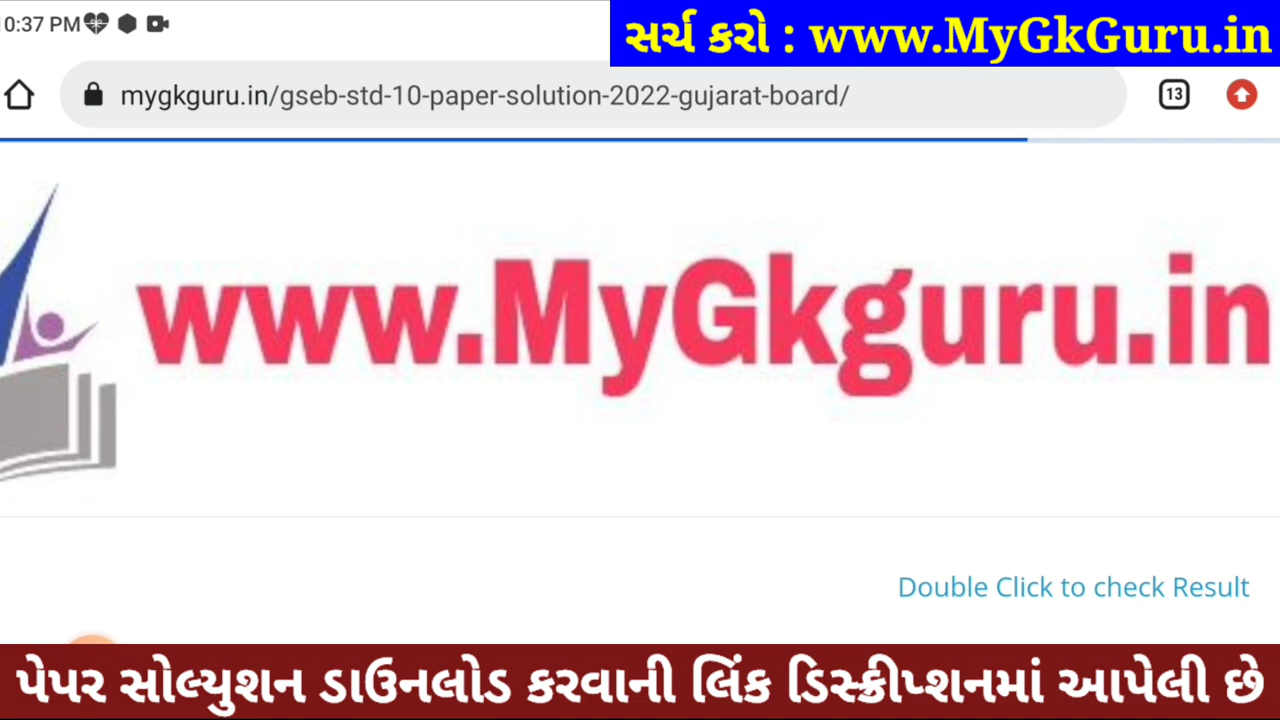 0:37 PM
સર્ચ કરો : www.MyGkGuru.in
mygkguru.in/gseb-std-10-paper-solution-2022-gujarat-board/
13
www.MyGkguru.in
Double Click to check Result
પેપર સોલ્યુશન ડાઉનલોડ કરવાની લિંક ડિસ્ક્રીપ્શનમાં આપેલી છે